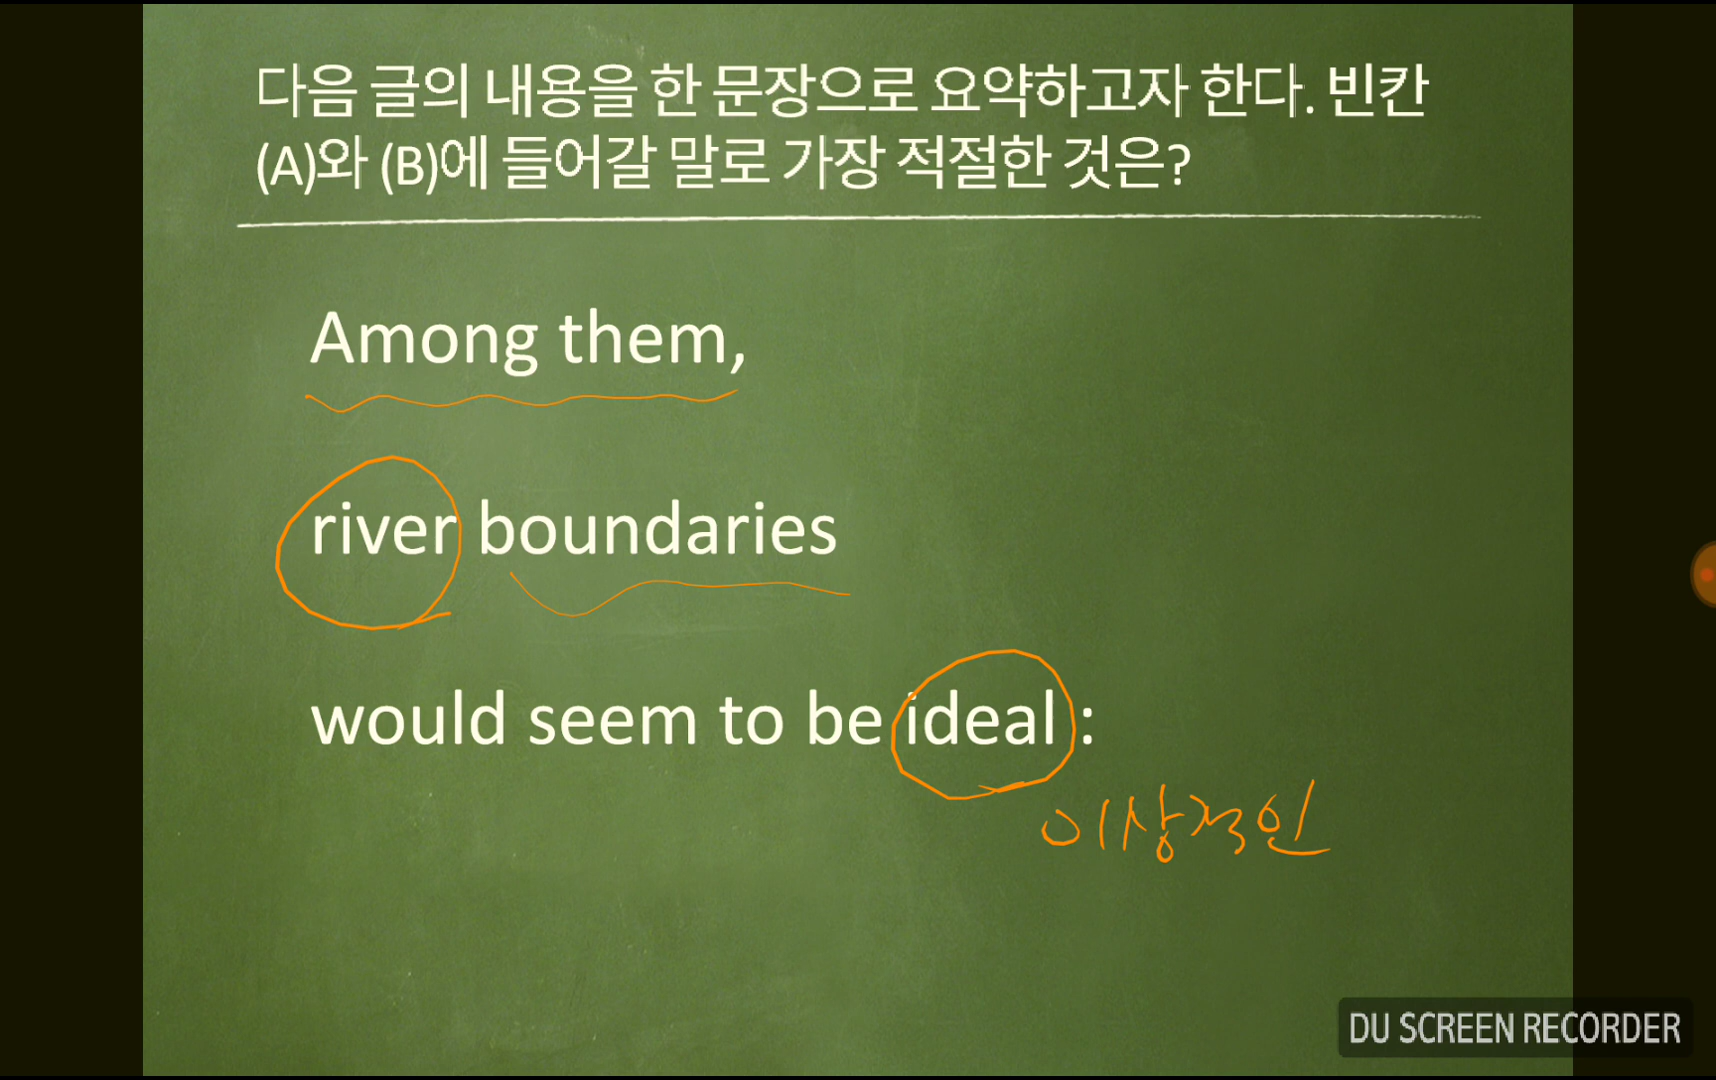 다음 글의 내용을 한 문장으로 요약하고자 한다. 빈칸
(A)와 (B)에 들어갈 말로 가장 적절한 것은?
Among them,
river boundaries
would seem to be ideal :
이상적인
DU SCREEN RECORDER